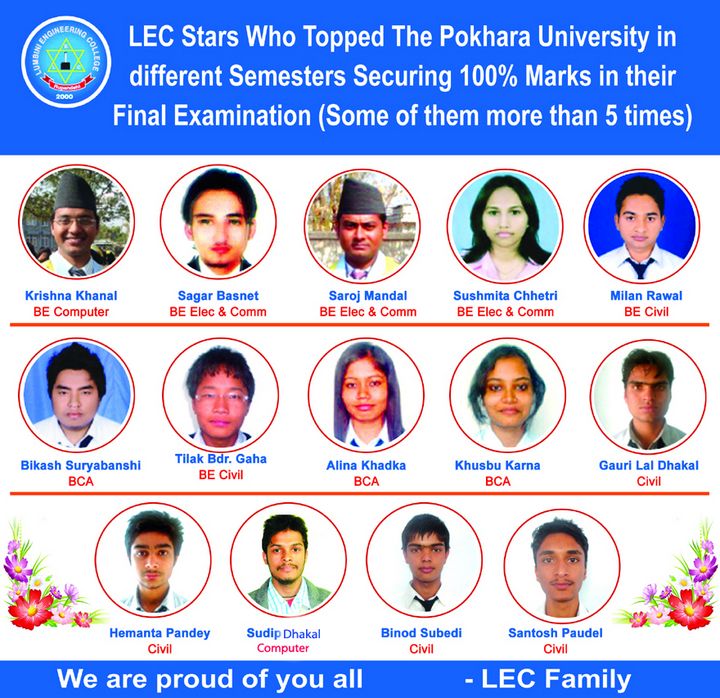 LUMBINI ENGINEERING COLLEGE
Rupandehi
2000
LEC Stars Who Topped The Pokhara University in
different Semesters Securing 100% Marks in their
Final Examination (Some of them more than 5 times)
Krishna Khanal
BE Computer
Sagar Basnet
BE Elec & Comm
Saroj Mandal
BE Elec & Comm
Sushmita Chhetri
BE Elec & Comm
Milan Rawal
BE Civil
Bikash Suryabanshi
BCA
Tilak Bdr. Gaha
BE Civil
Alina Khadka
BCA
Khusbu Karna
BCA
Gauri Lal Dhakal
Civil
Hemanta Pandey
Civil
Sudip Dhakal
Computer
Binod Subedi
Civil
Santosh Paudel
Civil
We are proud of you all - LEC Family